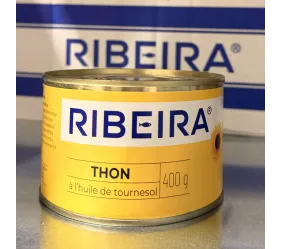 RIBEIRA®
RIBEIRA®
THON
à l'huile de tournesol
400 g